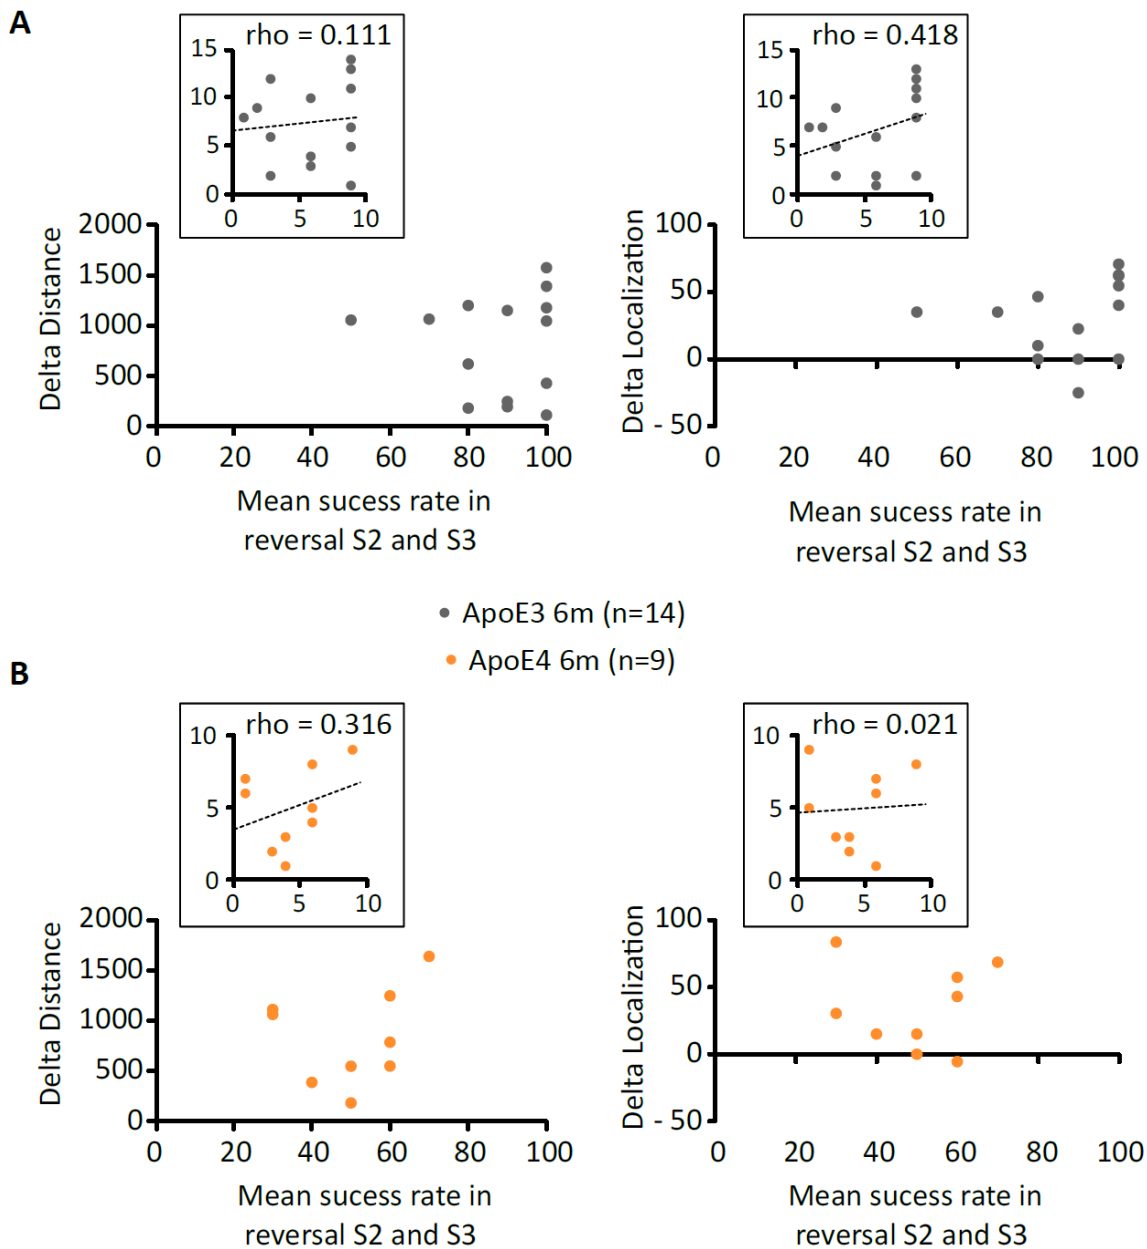 A
rho = 0.111
15
10
5
0
0 5 10
2000
1500
1000
500
0
Delta Distance
0 20 40 60 80 100
Mean sucess rate in
reversal S2 and S3
rho = 0.418
15
10
5
0
0 5 10
100
50
0
- 50
Delta Localization
0 20 40 60 80 100
Mean sucess rate in
reversal S2 and S3
ApoE3 6m (n=14)
ApoE4 6m (n=9)
B
rho = 0.316
10
5
0
0 5 10
2000
1500
1000
500
0
Delta Distance
0 20 40 60 80 100
Mean sucess rate in
reversal S2 and S3
rho = 0.021
10
5
0
0 5 10
100
50
0
- 50
Delta Localization
0 20 40 60 80 100
Mean sucess rate in
reversal S2 and S3